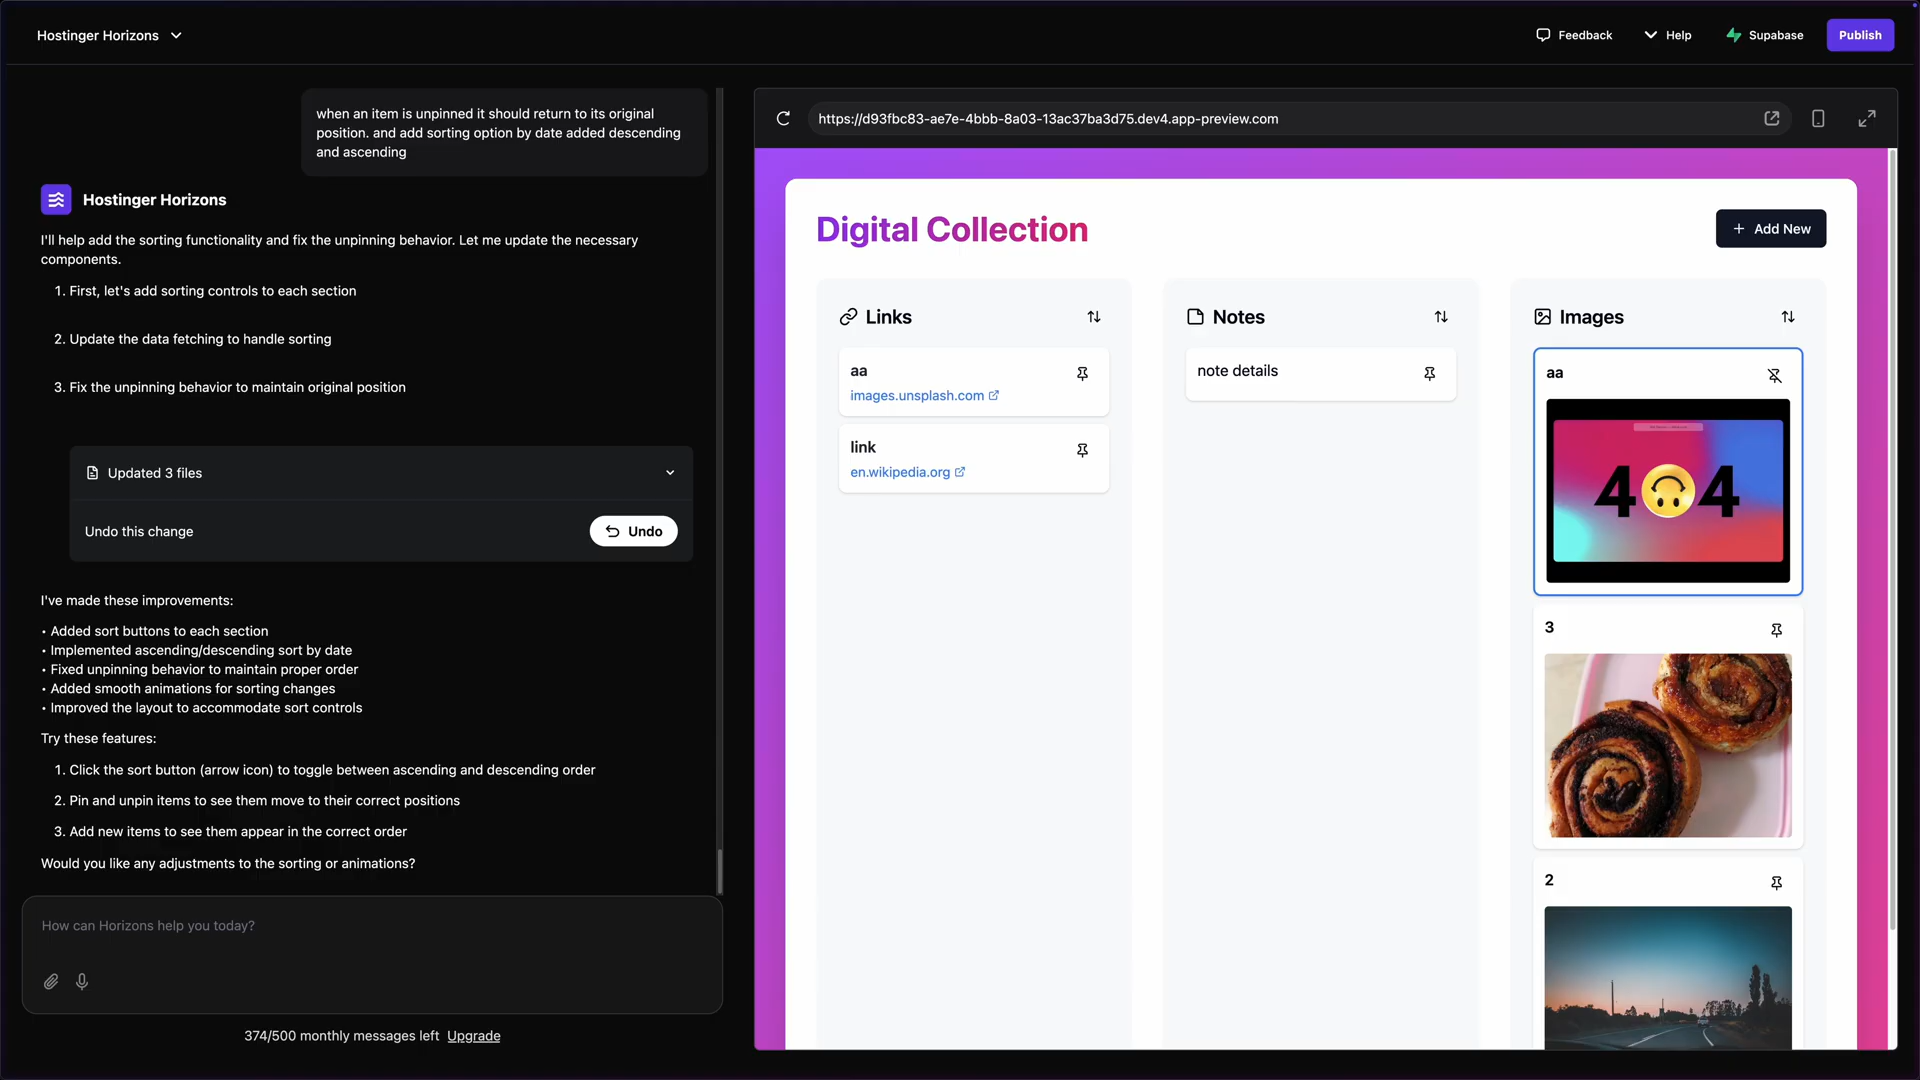 Hostinger Horizons
Feedback
Help
Supabase
Publish
when an item is unpinned it should return to its original
position. and add sorting option by date added descending
and ascending
Hostinger Horizons
I'll help add the sorting functionality and fix the unpinning behavior. Let me update the necessary
components.
1. First, let's add sorting controls to each section
2. Update the data fetching to handle sorting
3. Fix the unpinning behavior to maintain original position
Updated 3 files
Undo this change
Undo
I've made these improvements:
• Added sort buttons to each section
• Implemented ascending/descending sort by date
• Fixed unpinning behavior to maintain proper order
• Added smooth animations for sorting changes
• Improved the layout to accommodate sort controls
Try these features:
1. Click the sort button (arrow icon) to toggle between ascending and descending order
2. Pin and unpin items to see them move to their correct positions
3. Add new items to see them appear in the correct order
Would you like any adjustments to the sorting or animations?
How can Horizons help you today?
374/500 monthly messages left Upgrade
https://d93fbc83-ae7e-4bbb-8a03-13ac37ba3d75.dev4.app-preview.com
Digital Collection
+ Add New
Links
aa
images.unsplash.com
link
en.wikipedia.org
Notes
note details
Images
aa
4 4
3
2